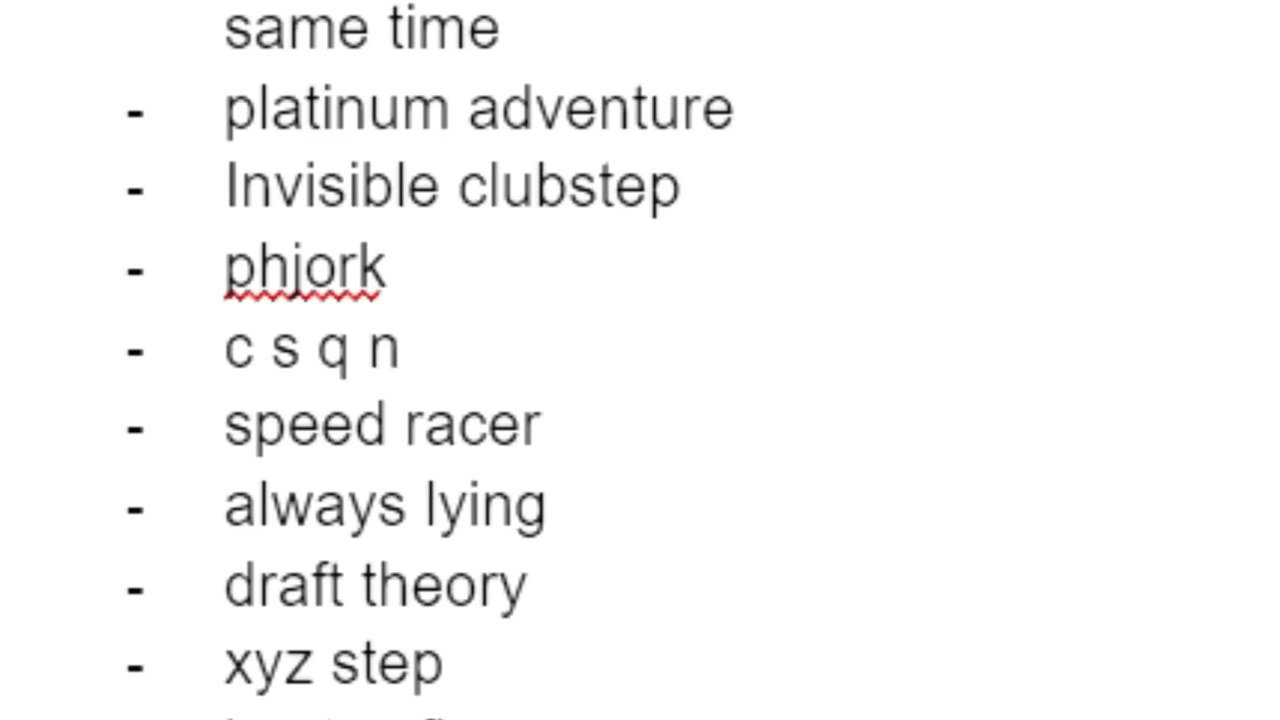 same time
- platinum adventure
- Invisible clubstep
- phjork
- c s q n
- speed racer
- always lying
- draft theory
- xyz step